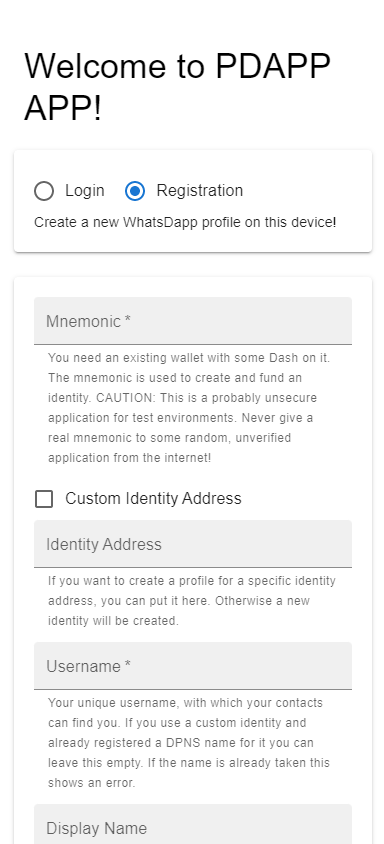 Welcome to PDAPP
APP!
Login
Registration
Create a new WhatsDapp profile on this device!
Mnemonic *
You need an existing wallet with some Dash on it.
The mnemonic is used to create and fund an
identity. CAUTION: This is a probably unsecure
application for test environments. Never give a
real mnemonic to some random, unverified
application from the internet!
Custom Identity Address
Identity Address
If you want to create a profile for a specific identity
address, you can put it here. Otherwise a new
identity will be created.
Username *
Your unique username, with which your contacts
can find you. If you use a custom identity and
already registered a DPNS name for it you can
leave this empty. If the name is already taken this
shows an error.
Display Name